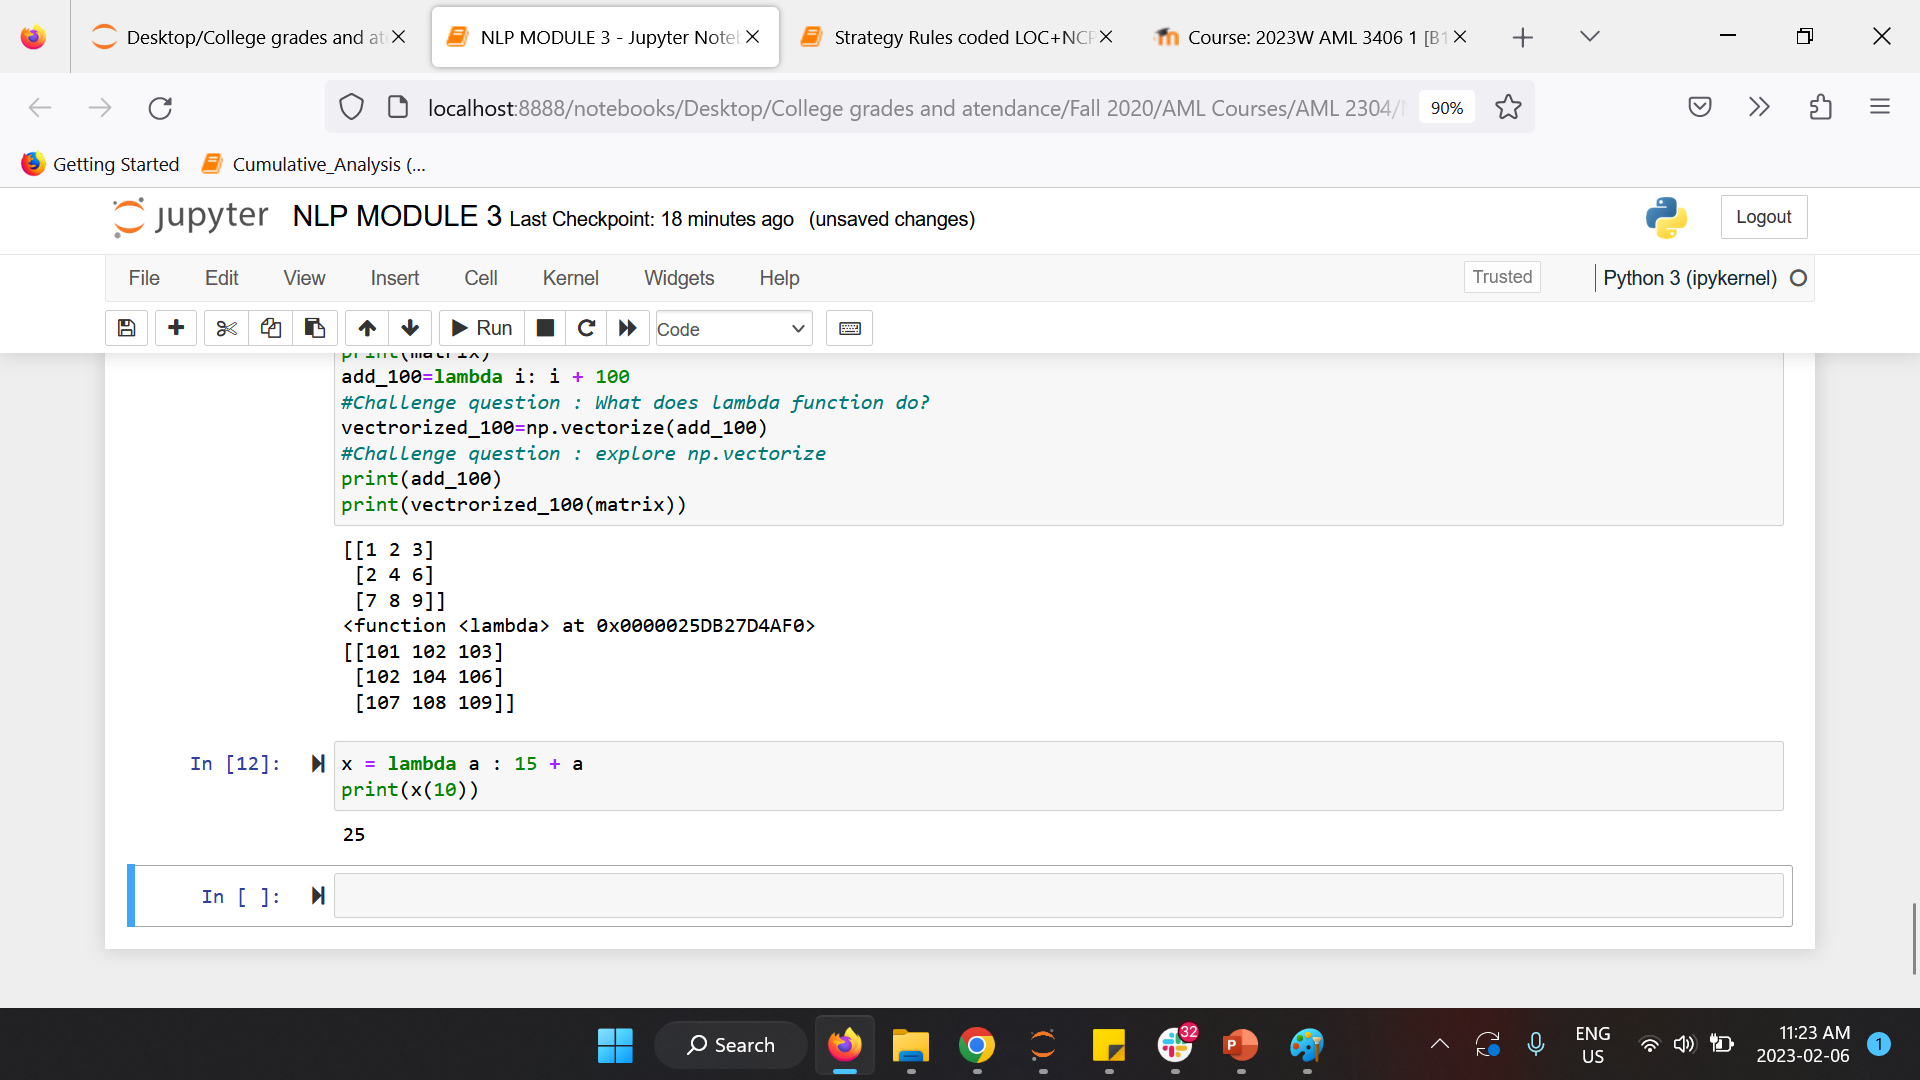 Desktop/College grades and at
NLP MODULE 3 - Jupyter Note
Strategy Rules coded LOC+NCP
Course: 2023W AML 3406 1 [B1
localhost:8888/notebooks/Desktop/College grades and atendance/Fall 2020/AML Courses/AML 2304/
90%
Getting Started
Cumulative_Analysis (...
jupyter
NLP MODULE 3 Last Checkpoint: 18 minutes ago (unsaved changes)
Logout
File Edit View Insert Cell Kernel Widgets Help
Trusted
Python 3 (ipykernel)
Run
Code
print(matrix)
add_100=lambda i: i + 100
#Challenge question : What does lambda function do?
vectrorized_100=np.vectorize(add_100)
#Challenge question : explore np.vectorize
print(add_100)
print(vectrorized_100(matrix))
[[1 2 3]
[2 4 6]
[7 8 9]]
<function <lambda> at 0x0000025DB27D4AF0>
[[101 102 103]
[102 104 106]
[107 108 109]]
In [12]:
x = lambda a : 15 + a
print(x(10))
25
In [ ]:
Search
32
P
ENG
US
11:23 AM
2023-02-06
1